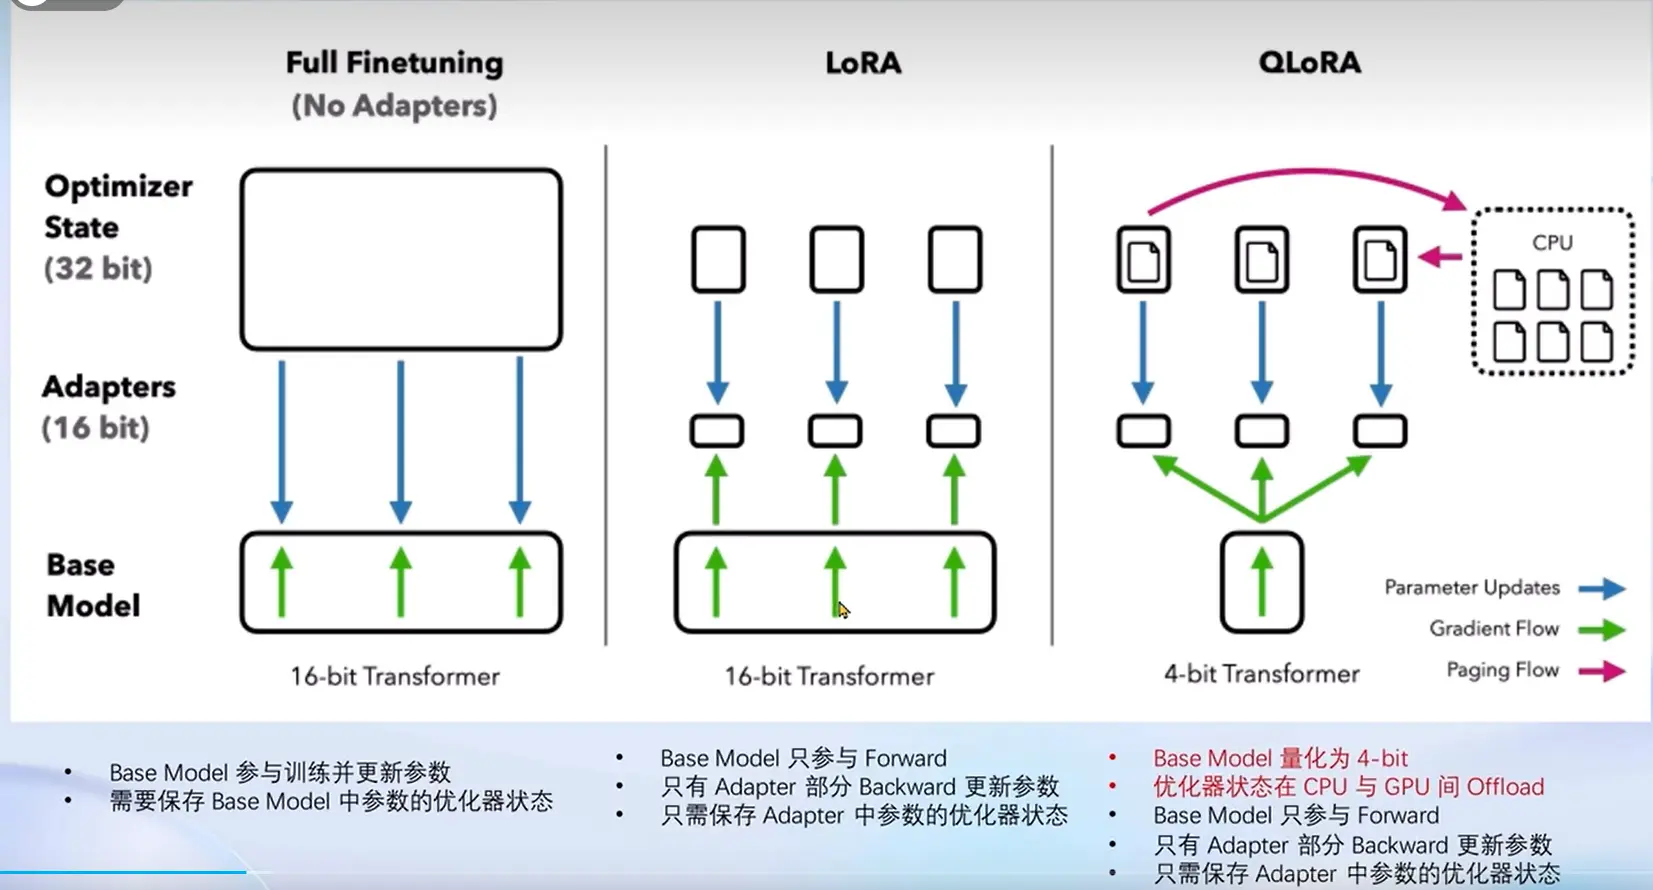 Full Finetuning
(No Adapters)
LoRA
QLoRA
Optimizer
State
(32 bit)
CPU
Adapters
(16 bit)
Base
Model
Parameter Updates
Gradient Flow
Paging Flow
16-bit Transformer
16-bit Transformer
4-bit Transformer
• Base Model 参与训练并更新参数
• 需要保存 Base Model 中参数的优化器状态
• Base Model 只参与 Forward
• 只有 Adapter 部分 Backward 更新参数
• 只需保存 Adapter 中参数的优化器状态
• Base Model 量化为 4-bit
• 优化器状态在 CPU 与 GPU 间 Offload
• Base Model 只参与 Forward
• 只有 Adapter 部分 Backward 更新参数
• 只需保存 Adapter 中参数的优化器状态